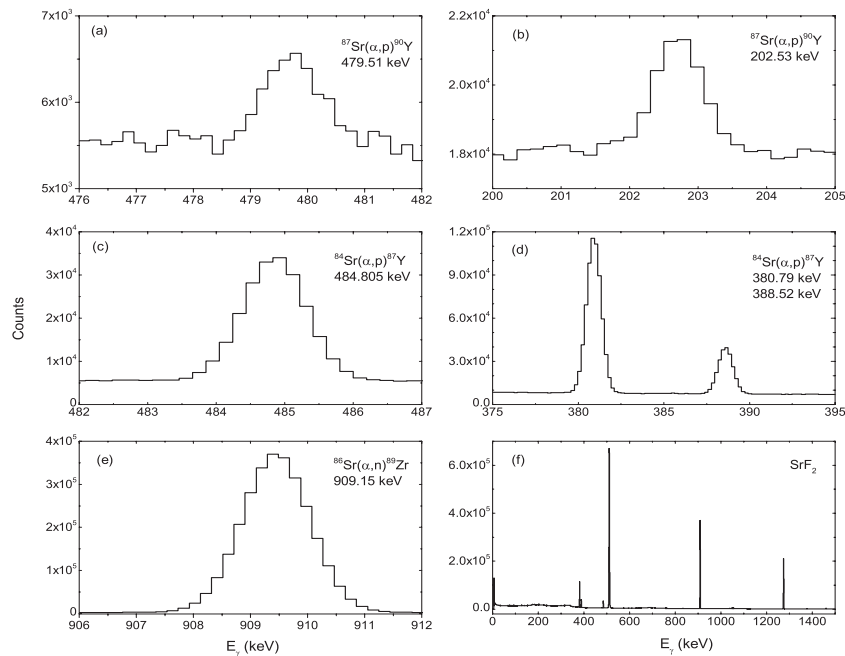 (a)
⁸⁷Sr(α,p)⁹⁰Y
479.51 keV
7x10³
6x10³
5x10³
476 477 478 479 480 481 482
(b)
⁸⁷Sr(α,p)⁹⁰Y
202.53 keV
2.2x10⁴
2.1x10⁴
1.8x10⁴
1.7x10⁴
200 201 202 203 204 205
(c)
⁸⁴Sr(α,p)⁸⁷Y
484.805 keV
4x10⁴
3x10⁴
2x10⁴
1x10⁴
0
482 483 484 485 486 487
Counts
(d)
⁸⁴Sr(α,p)⁸⁷Y
380.79 keV
388.52 keV
1.2x10⁵
9.0x10⁴
6.0x10⁴
3.0x10⁴
0.0
375 380 385 390 395
(e)
⁸⁶Sr(α,n)⁸⁹Zr
909.15 keV
5x10⁵
4x10⁵
3x10⁵
2x10⁵
1x10⁵
0
906 907 908 909 910 911 912
E_γ (keV)
(f)
SrF₂
6.0x10⁵
4.0x10⁵
2.0x10⁵
0.0
0 200 400 600 800 1000 1200 1400
E_γ (keV)